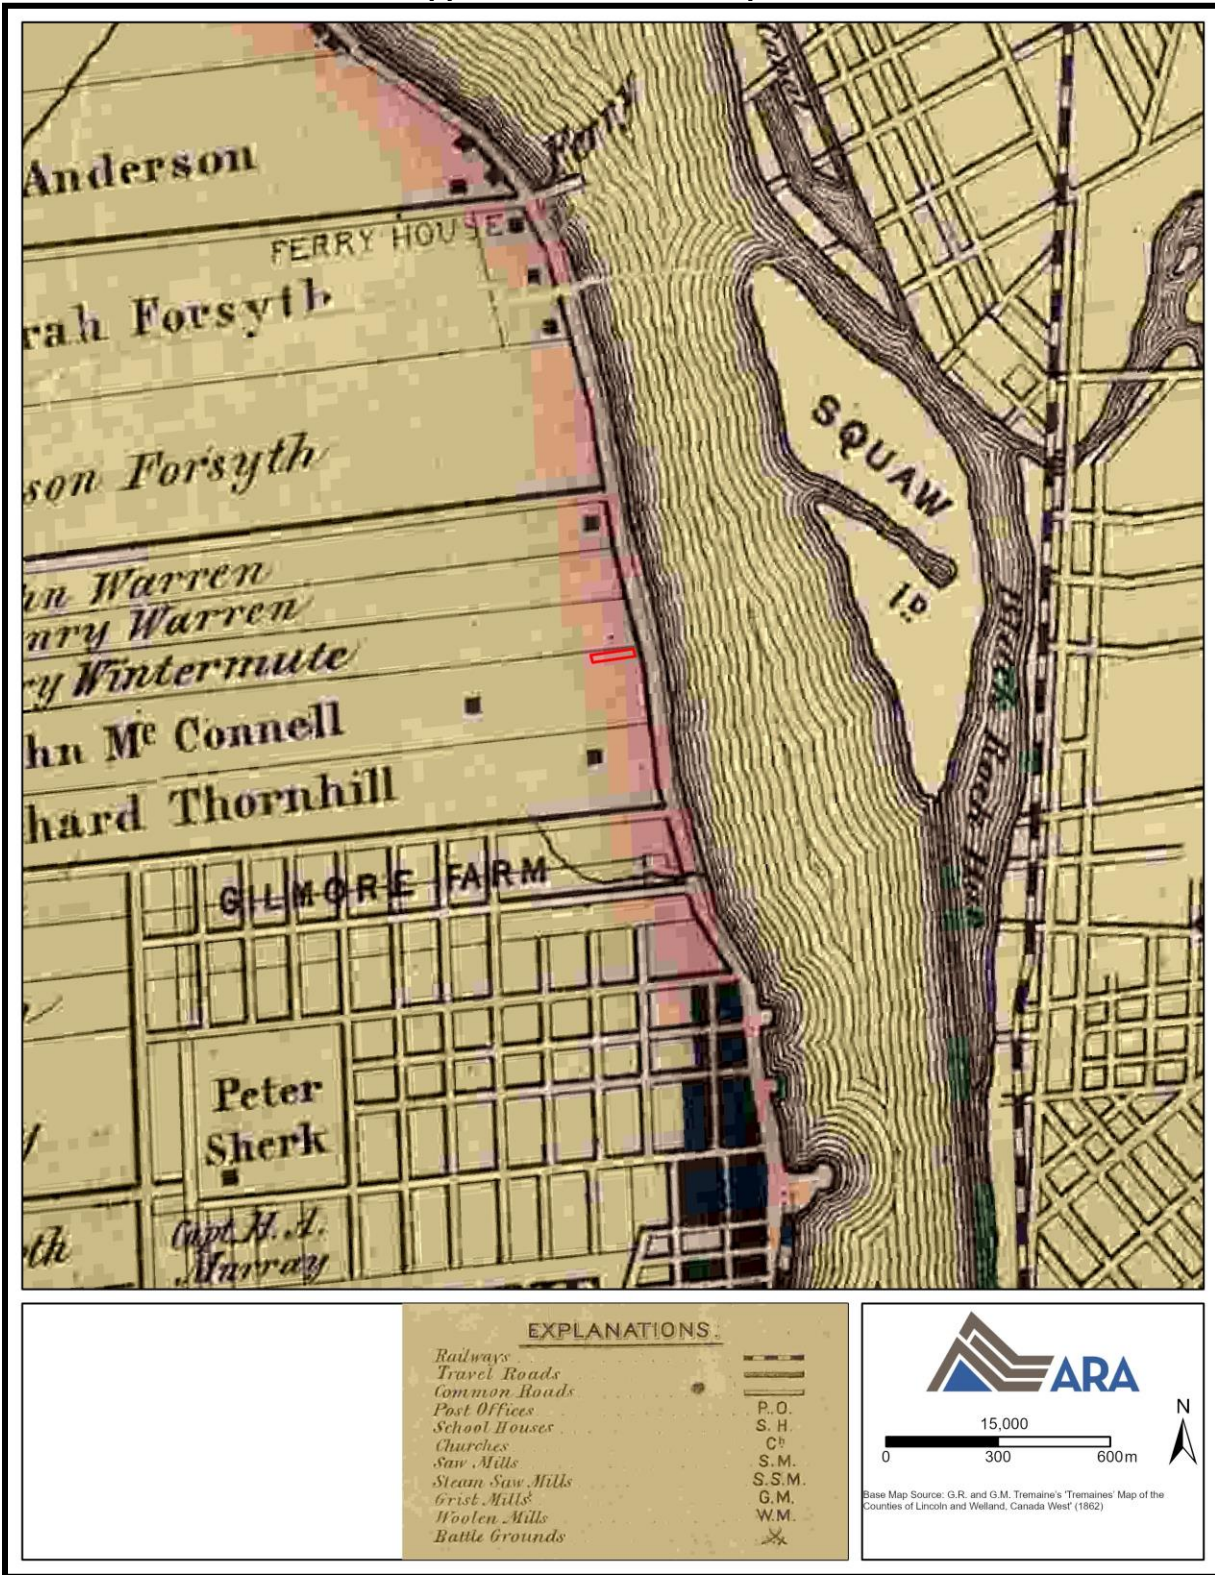 Anderson
Ferry
FERRY HOUSE
rah Forsyth
son Forsyth
SQUAW
ID.
hn Warren
nry Warren
ry Wintermute
hn Mc Connell
hard Thornhill
Black Rock
GILMORE FARM
Peter
Sherk
Capt. H. A.
Murray
EXPLANATIONS.
Railways
Travel Roads
Common Roads
Post Offices P.O.
School Houses S.H.
Churches Ch
Saw Mills S.M.
Steam Saw Mills S.S.M.
Grist Mills G.M.
Woolen Mills W.M.
Battle Grounds
ARA
15,000
0 300 600m
N
Base Map Source: G.R. and G.M. Tremaine's 'Tremaines' Map of the
Counties of Lincoln and Welland, Canada West' (1862)